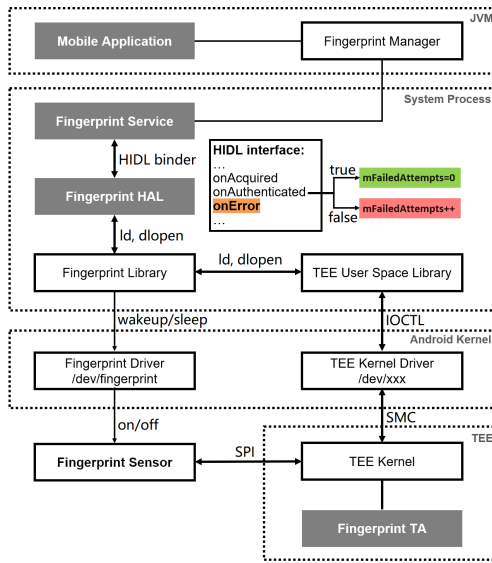 Mobile Application
Fingerprint Manager
JVM
System Process
Fingerprint Service
HIDL binder
HIDL interface:
...
onAcquired
onAuthenticated
onError
...
true
mFailedAttempts=0
false
mFailedAttempts++
Fingerprint HAL
ld, dlopen
Fingerprint Library
ld, dlopen
TEE User Space Library
wakeup/sleep
IOCTL
Android Kernel
Fingerprint Driver
/dev/fingerprint
TEE Kernel Driver
/dev/xxx
on/off
SMC
TEE
Fingerprint Sensor
SPI
TEE Kernel
Fingerprint TA